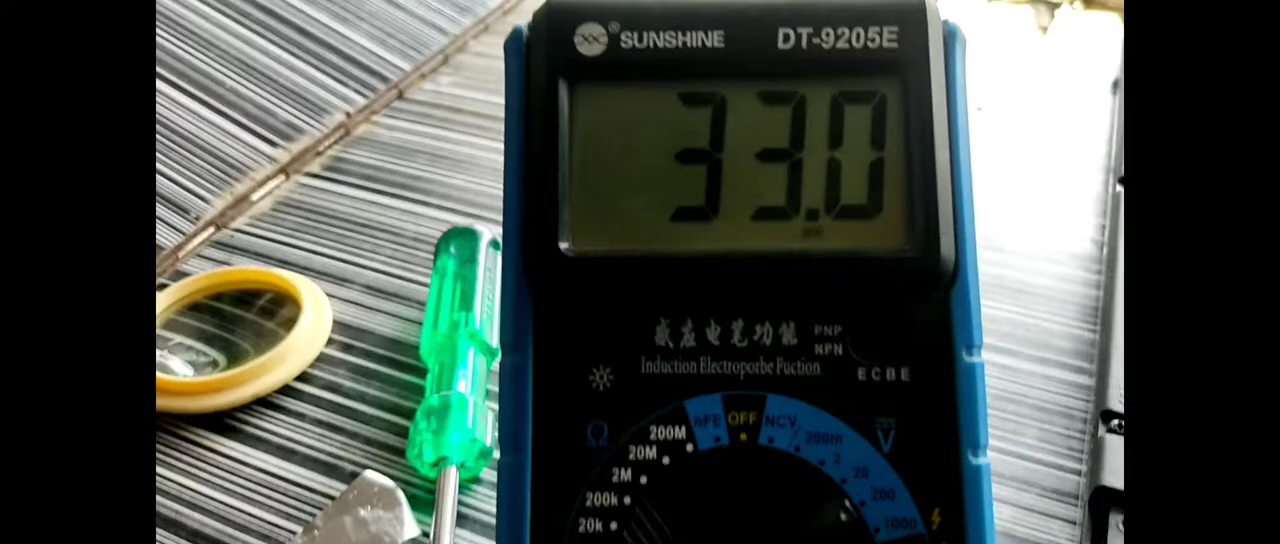 SUNSHINE DT-9205E
33.0
感应电笔功能 PNP
NPN
Induction Electroporbe Fuction
E C B E
hFE OFF NCV
Ω 200M 200m V
20M 2
2M 20
200k 200
20k 1000